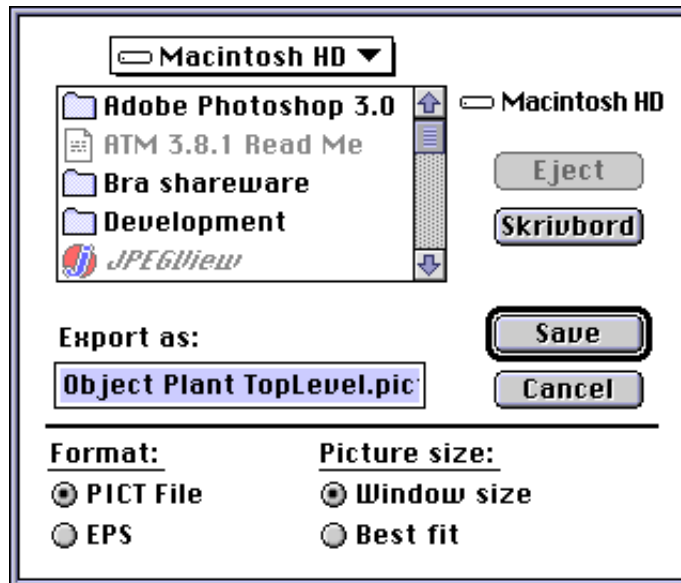 Macintosh HD
Adobe Photoshop 3.0
Macintosh HD
ATM 3.8.1 Read Me
Bra shareware
Eject
Development
Skrivbord
JPEGView
Export as:
Save
Object Plant TopLevel.pic
Cancel
Format:
Picture size:
PICT File
Window size
EPS
Best fit